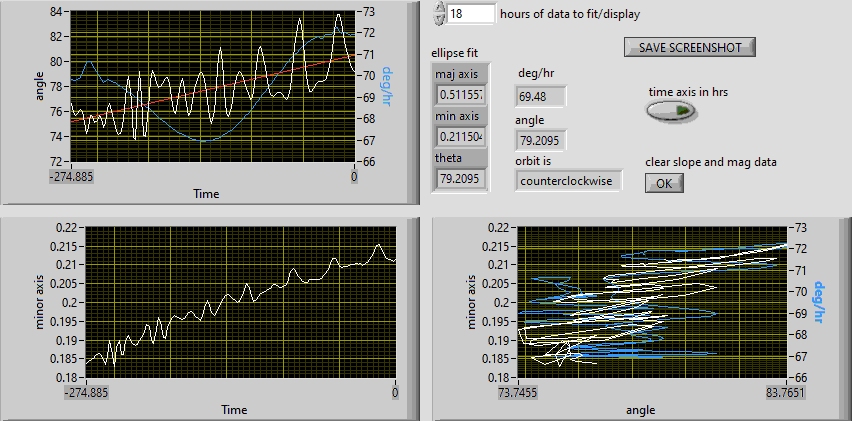 84
82
80
78
76
74
72
angle
73
72
71
70
69
68
67
66
deg/hr
-274.885
0
Time
18
hours of data to fit/display
SAVE SCREENSHOT
ellipse fit
maj axis
0.511557
min axis
0.211504
theta
79.2095
deg/hr
69.48
angle
79.2095
orbit is
counterclockwise
time axis in hrs
clear slope and mag data
OK
0.22
0.215
0.21
0.205
0.2
0.195
0.19
0.185
0.18
minor axis
-274.885
0
Time
0.22
0.215
0.21
0.205
0.2
0.195
0.19
0.185
0.18
minor axis
73
72
71
70
69
68
67
66
deg/hr
73.7455
83.7651
angle